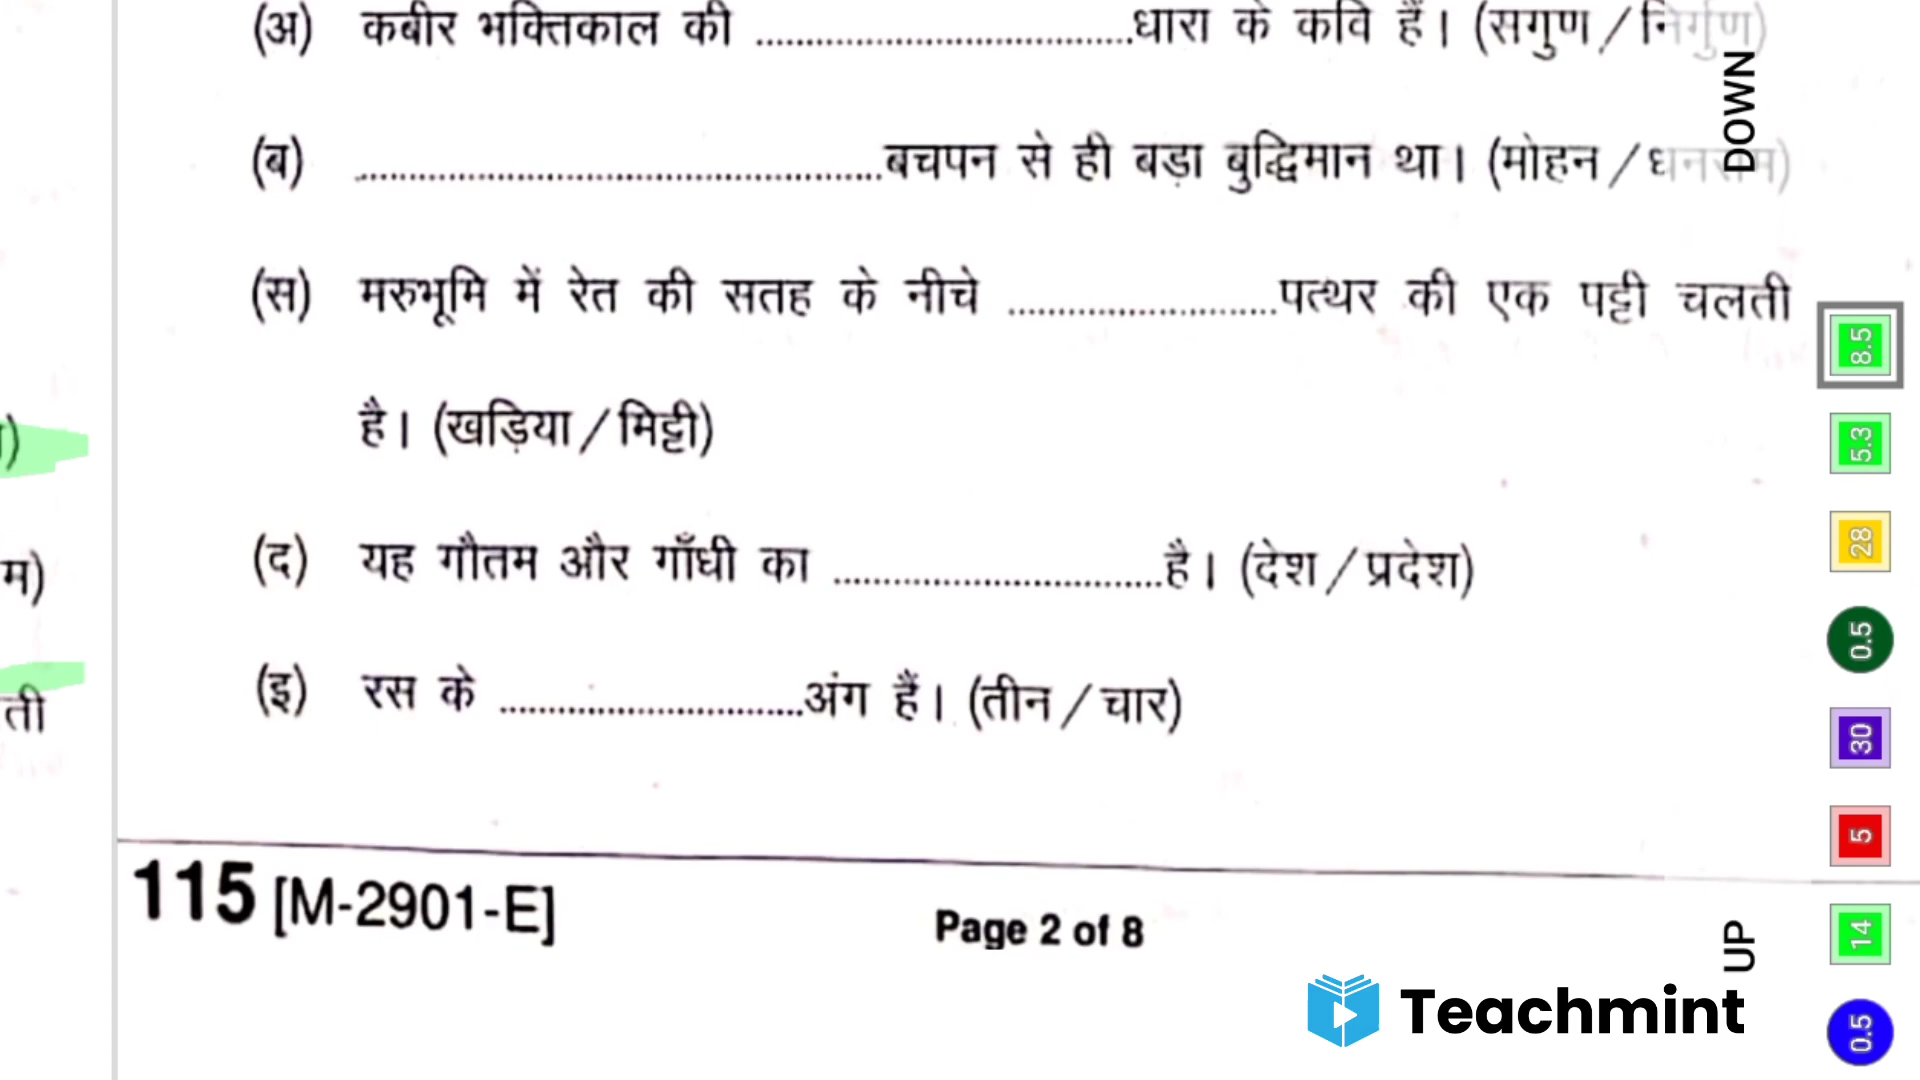 (अ) कबीर भक्तिकाल की ........................................धारा के कवि हैं। (सगुण / निर्गुण)
DOWN
(ब) ........................................................बचपन से ही बड़ा बुद्धिमान था। (मोहन / धनराम)
(स) मरुभूमि में रेत की सतह के नीचे ............................पत्थर की एक पट्टी चलती
है। (खड़िया / मिट्टी)
(द) यह गौतम और गाँधी का ...................................है। (देश / प्रदेश)
म)
(इ) रस के ................................अंग हैं। (तीन / चार)
ती
115 [M-2901-E]
Page 2 of 8
UP
Teachmint
8.5
5.3
28
0.5
30
5
14
0.5